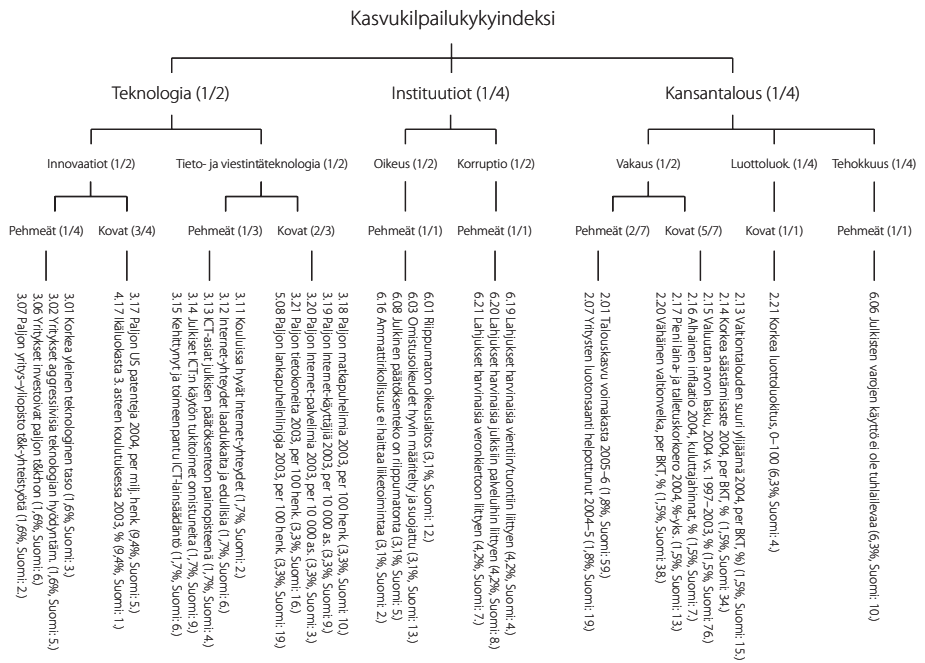 Kasvukilpailukykyindeksi
Teknologia (1/2)
Instituutiot (1/4)
Kansantalous (1/4)
Innovaatiot (1/2)
Tieto- ja viestintäteknologia (1/2)
Oikeus (1/2)
Korruptio (1/2)
Vakaus (1/2)
Luottoluok. (1/4)
Tehokkuus (1/4)
Pehmeät (1/4)
Kovat (3/4)
Pehmeät (1/3)
Kovat (2/3)
Pehmeät (1/1)
Pehmeät (1/1)
Pehmeät (2/7)
Kovat (5/7)
Kovat (1/1)
Pehmeät (1/1)
3.01 Korkea yleinen teknologinen taso (1,6%, Suomi: 3.)
3.02 Yritykset aggressiivisia teknologian hyödyntäm. (1,6%, Suomi: 5.)
3.06 Yritykset investoivat paljon t&k:hon (1,6%, Suomi: 6.)
3.07 Paljon yritys–yliopisto t&k-yhteistyötä (1,6%, Suomi: 2.)
3.17 Paljon US patenteja 2004, per milj. henk (9,4%, Suomi: 5.)
4.17 Ikäluokasta 3. asteen koulutuksessa 2003, % (9,4%, Suomi: 1.)
3.11 Kouluissa hyvät Internet-yhteydet (1,7%, Suomi: 2.)
3.12 Internet-yhteydet laadukkaita ja edullisia (1,7%, Suomi: 6.)
3.13 ICT-asiat julkisen päätöksenteon painopisteenä (1,7%, Suomi: 4.)
3.14 Julkiset ICT:n käytön tukitoimet onnistuneita (1,7%, Suomi: 9.)
3.15 Kehittynyt ja toimeenpantu ICT-lainsäädäntö (1,7%, Suomi: 6.)
3.18 Paljon matkapuhelimia 2003, per 100 henk (3,3%, Suomi: 10.)
3.19 Paljon Internet-käyttäjiä 2003, per 10 000 as. (3,3%, Suomi: 9.)
3.20 Paljon Internet-palvelimia 2003, per 10 000 as. (3,3%, Suomi: 3.)
3.21 Paljon tietokoneita 2003, per 100 henk. (3,3%, Suomi: 16.)
5.08 Paljon lankapuhelinlinjoja 2003, per 100 henk (3,3%, Suomi: 19.)
6.01 Riippumaton oikeuslaitos (3,1%, Suomi: 12.)
6.03 Omistusoikeudet hyvin määritelty ja suojattu (3,1%, Suomi: 13.)
6.08 Julkinen päätöksenteko on riippumatonta (3,1%, Suomi: 5.)
6.16 Ammattirikollisuus ei haittaa liiketoimintaa (3,1%, Suomi: 2.)
6.19 Lahjukset harvinaisia vientiin/tuontiin liittyen (4,2%, Suomi: 4.)
6.20 Lahjukset harvinaisia julkisiin palveluihin liittyen (4,2%, Suomi: 8.)
6.21 Lahjukset harvinaisia veronkiertoon liittyen (4,2%, Suomi: 7.)
2.01 Talouskasvu voimakasta 2005–6 (1,8%, Suomi: 59.)
2.07 Yritysten luotonsaanti helpottunut 2004–5 (1,8%, Suomi: 19.)
2.13 Valtiontalouden suuri ylijäämä 2004, per BKT, %) (1,5%, Suomi: 15.)
2.14 Korkea säästämisaste 2004, per BKT, % (1,5%, Suomi: 34.)
2.15 Valuutan arvon lasku, 2004 vs. 1997–2003, % (1,5% Suomi: 76.)
2.16 Alhainen inflaatio 2004, kuluttajahinnat, % (1,5%, Suomi: 7.)
2.17 Pieni laina- ja talletuskorkoero 2004, %-yks. (1,5%, Suomi: 13.)
2.20 Vähäinen valtionvelka, per BKT, % (1,5%, Suomi: 38.)
2.21 Korkea luottoluokitus, 0–100 (6,3%, Suomi: 4.)
6.06 Julkisten varojen käyttö ei ole tuhlailevaa (6,3%, Suomi: 10.)